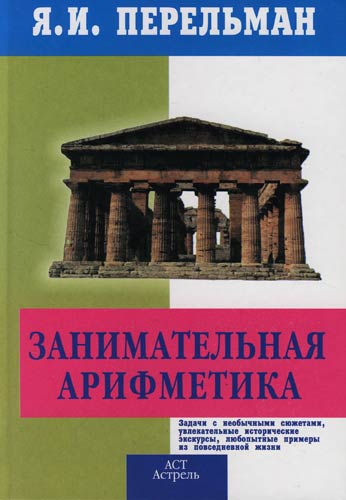 Я.И. ПЕРЕЛЬМАН
ЗАНИМАТЕЛЬНАЯ
АРИФМЕТИКА
Задачи с необычными сюжетами,
увлекательные исторические
экскурсы, любопытные примеры
из повседневной жизни
АСТ
Астрель